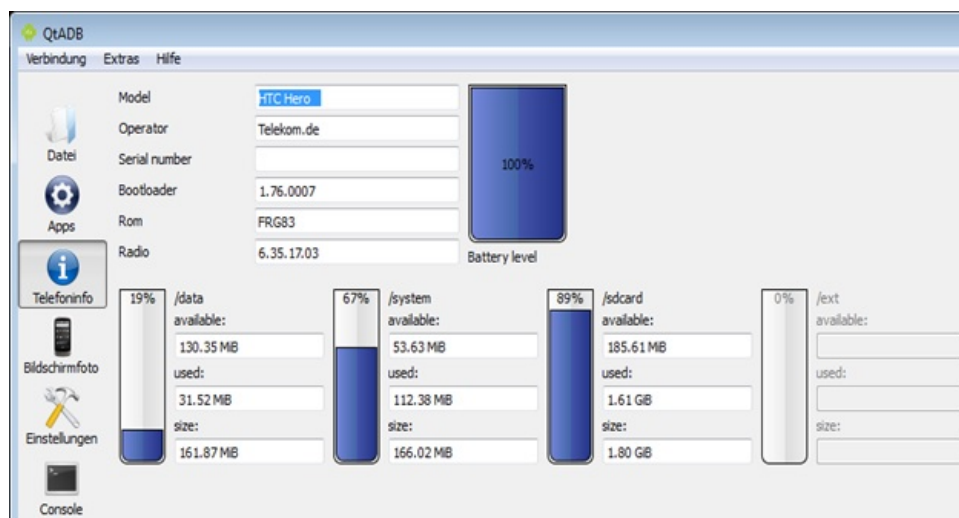 QtADB
Verbindung Extras Hilfe
Datei
Apps
Telefoninfo
Bildschirmfoto
Einstellungen
Console
Model HTC Hero
Operator Telekom.de
Serial number
Bootloader 1.76.0007
Rom FRG83
Radio 6.35.17.03
100%
Battery level
19% /data
available:
130.35 MiB
used:
31.52 MiB
size:
161.87 MiB
67% /system
available:
53.63 MiB
used:
112.38 MiB
size:
166.02 MiB
89% /sdcard
available:
185.61 MiB
used:
1.61 GiB
size:
1.80 GiB
0% /ext
available:
used:
size: